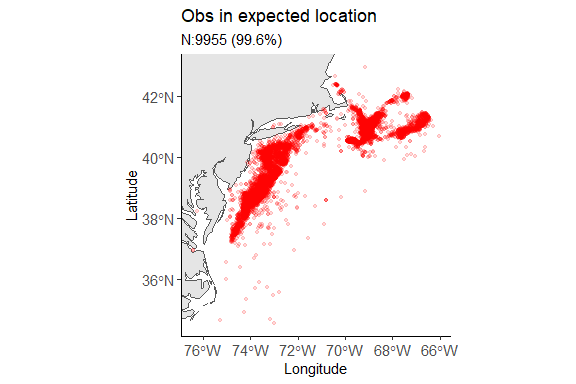 Obs in expected location
N:9955 (99.6%)
42°N
40°N
38°N
36°N
Latitude
76°W 74°W 72°W 70°W 68°W 66°W
Longitude